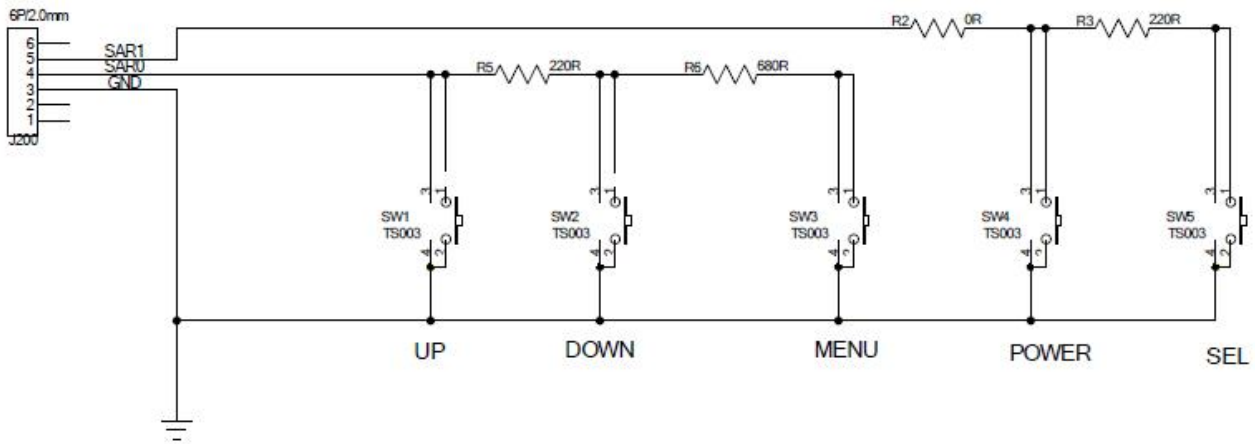 6P/2.0mm
6
5
4
3
2
1
J200
SAR1
SAR0
GND
R2 0R
R3 220R
R5 220R
R6 680R
3 1
SW1
TS003
4 2
3 1
SW2
TS003
4 2
3 1
SW3
TS003
4 2
3 1
SW4
TS003
4 2
3 1
SW5
TS003
4 2
UP DOWN MENU POWER SEL